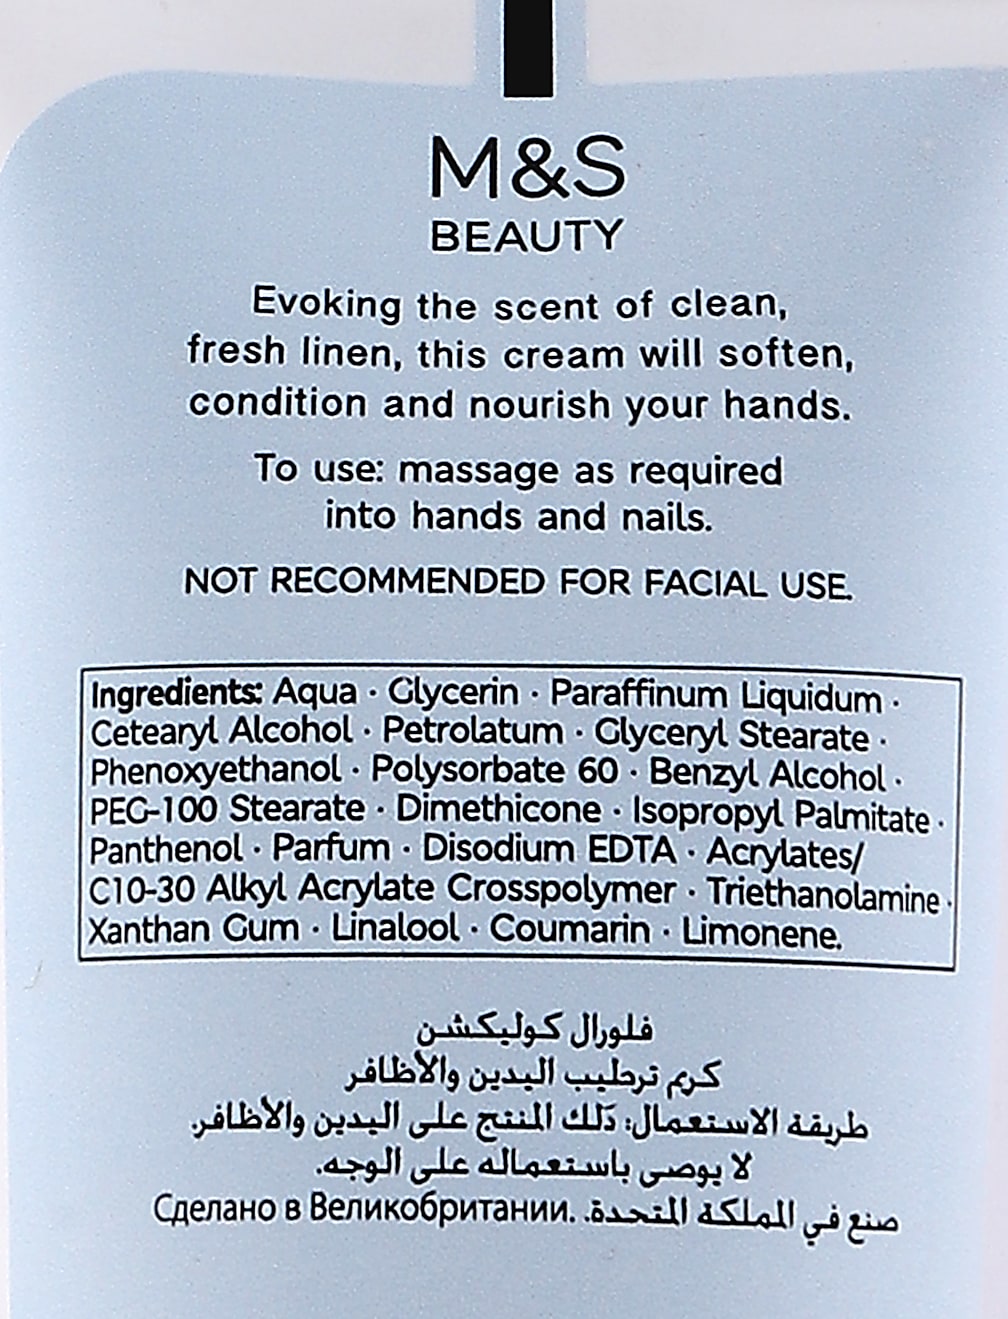 M&S
BEAUTY
Evoking the scent of clean,
fresh linen, this cream will soften,
condition and nourish your hands.
To use: massage as required
into hands and nails.
NOT RECOMMENDED FOR FACIAL USE.
Ingredients: Aqua · Glycerin · Paraffinum Liquidum ·
Cetearyl Alcohol · Petrolatum · Glyceryl Stearate ·
Phenoxyethanol · Polysorbate 60 · Benzyl Alcohol ·
PEG-100 Stearate · Dimethicone · Isopropyl Palmitate ·
Panthenol · Parfum · Disodium EDTA · Acrylates/
C10-30 Alkyl Acrylate Crosspolymer · Triethanolamine ·
Xanthan Gum · Linalool · Coumarin · Limonene.
فلورال كوليكشن
كرم ترطيب اليدين والأظافر
طريقة الاستعمال: ذلك المنتج على اليدين والأظافر.
لا يوصى باستعماله على الوجه.
Сделано в Великобритании. صنع في المملكة المتحدة.